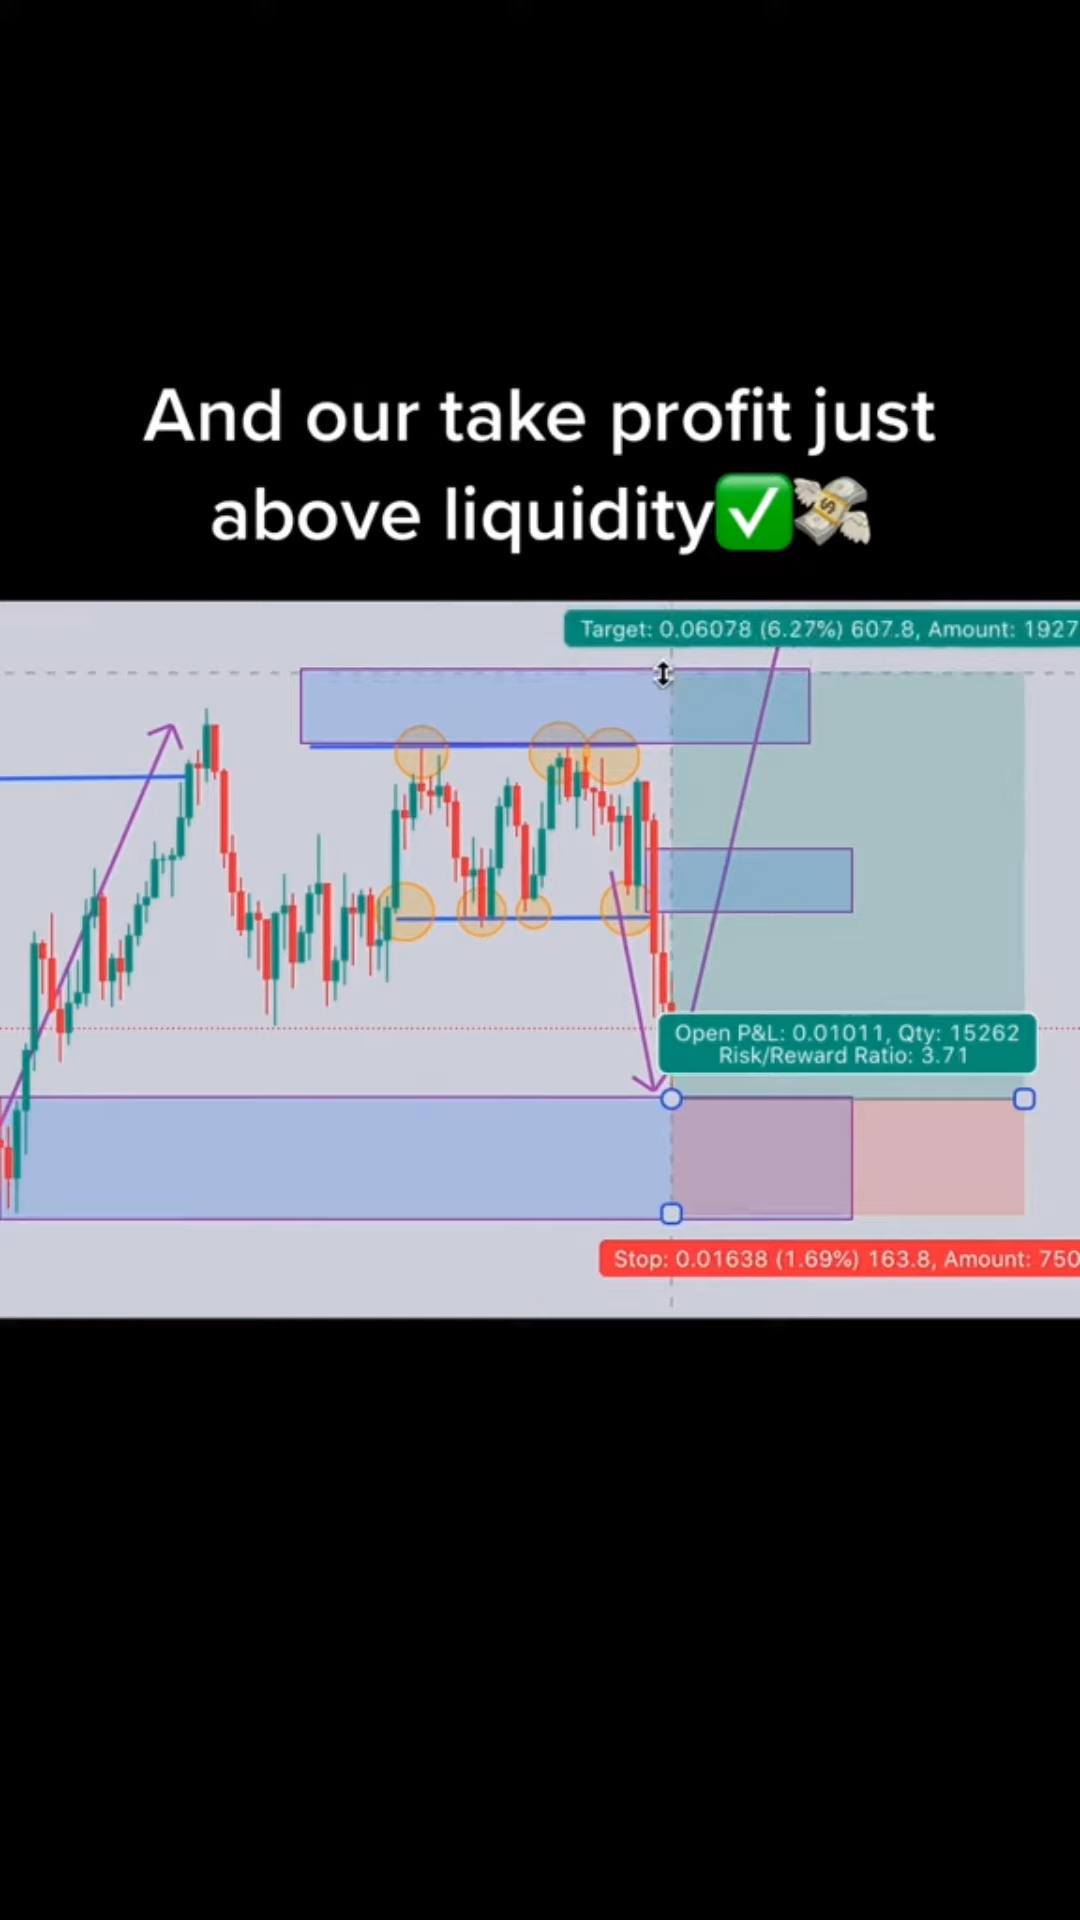 And our take profit just
above liquidity✅💸
Target: 0.06078 (6.27%) 607.8, Amount: 1927
Open P&L: 0.01011, Qty: 15262
Risk/Reward Ratio: 3.71
Stop: 0.01638 (1.69%) 163.8, Amount: 750